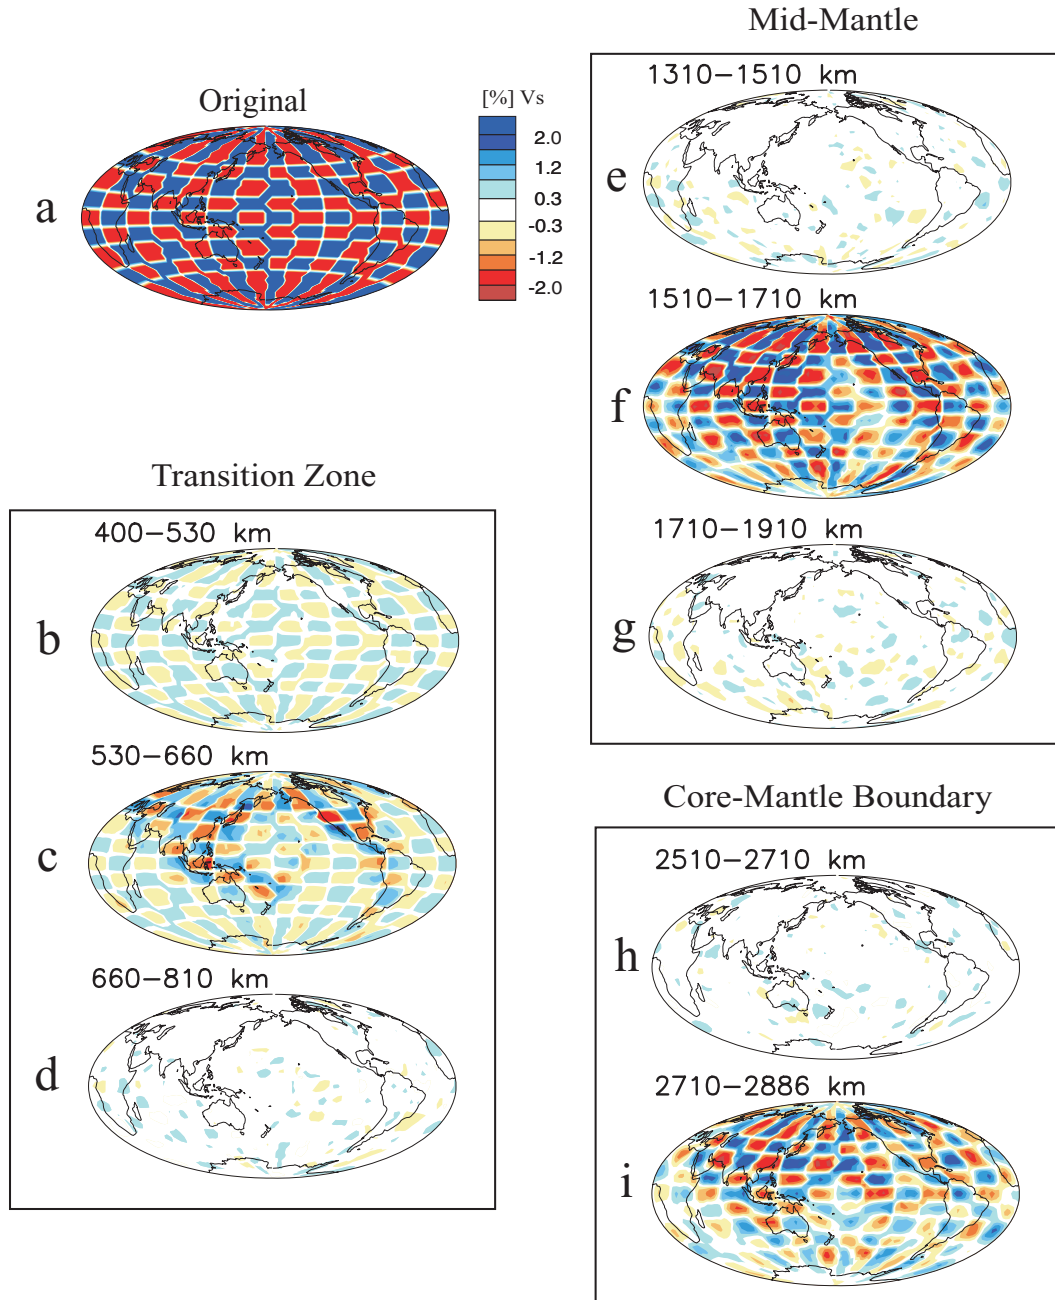 Mid-Mantle
Original
[%] Vs
2.0
1.2
0.3
-0.3
-1.2
-2.0
a
Transition Zone
400-530 km
b
530-660 km
c
660-810 km
d
1310-1510 km
e
1510-1710 km
f
1710-1910 km
g
Core-Mantle Boundary
2510-2710 km
h
2710-2886 km
i